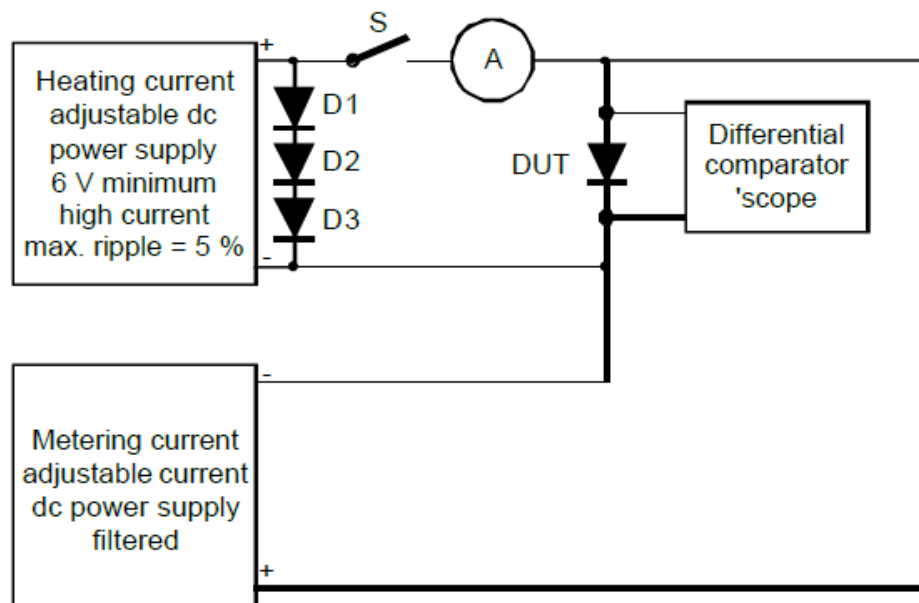 +
S
Heating current
adjustable dc
power supply
6 V minimum
high current
max. ripple = 5 %
-
D1
D2
D3
A
DUT
Differential
comparator
'scope
-
Metering current
adjustable current
dc power supply
filtered
+